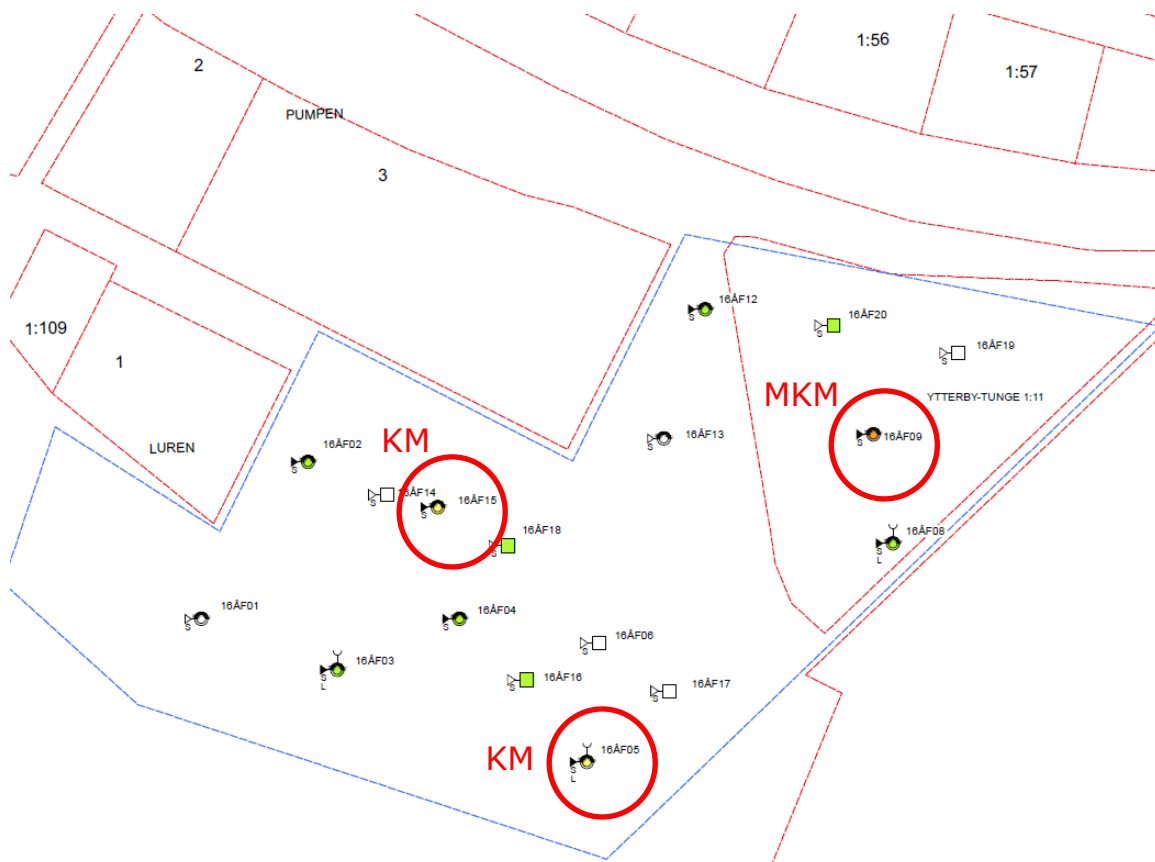 1:56
2
1:57
PUMPEN
3
16ÅF12
16ÅF20
1:109
16ÅF19
1
MKM
YTTERBY-TUNGE 1:11
KM
16ÅF13
16ÅF09
LUREN
16ÅF02
S
S
S
S
S
S
16ÅF14
16ÅF15
S
S
16ÅF18
16ÅF08
S
S
L
16ÅF01
16ÅF04
S
S
16ÅF06
S
16ÅF03
S
L
16ÅF16
S
16ÅF17
S
KM
16ÅF05
S
L